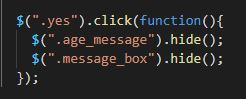 $(".yes").click(function(){
  $(".age_message").hide();
  $(".message_box").hide();
});